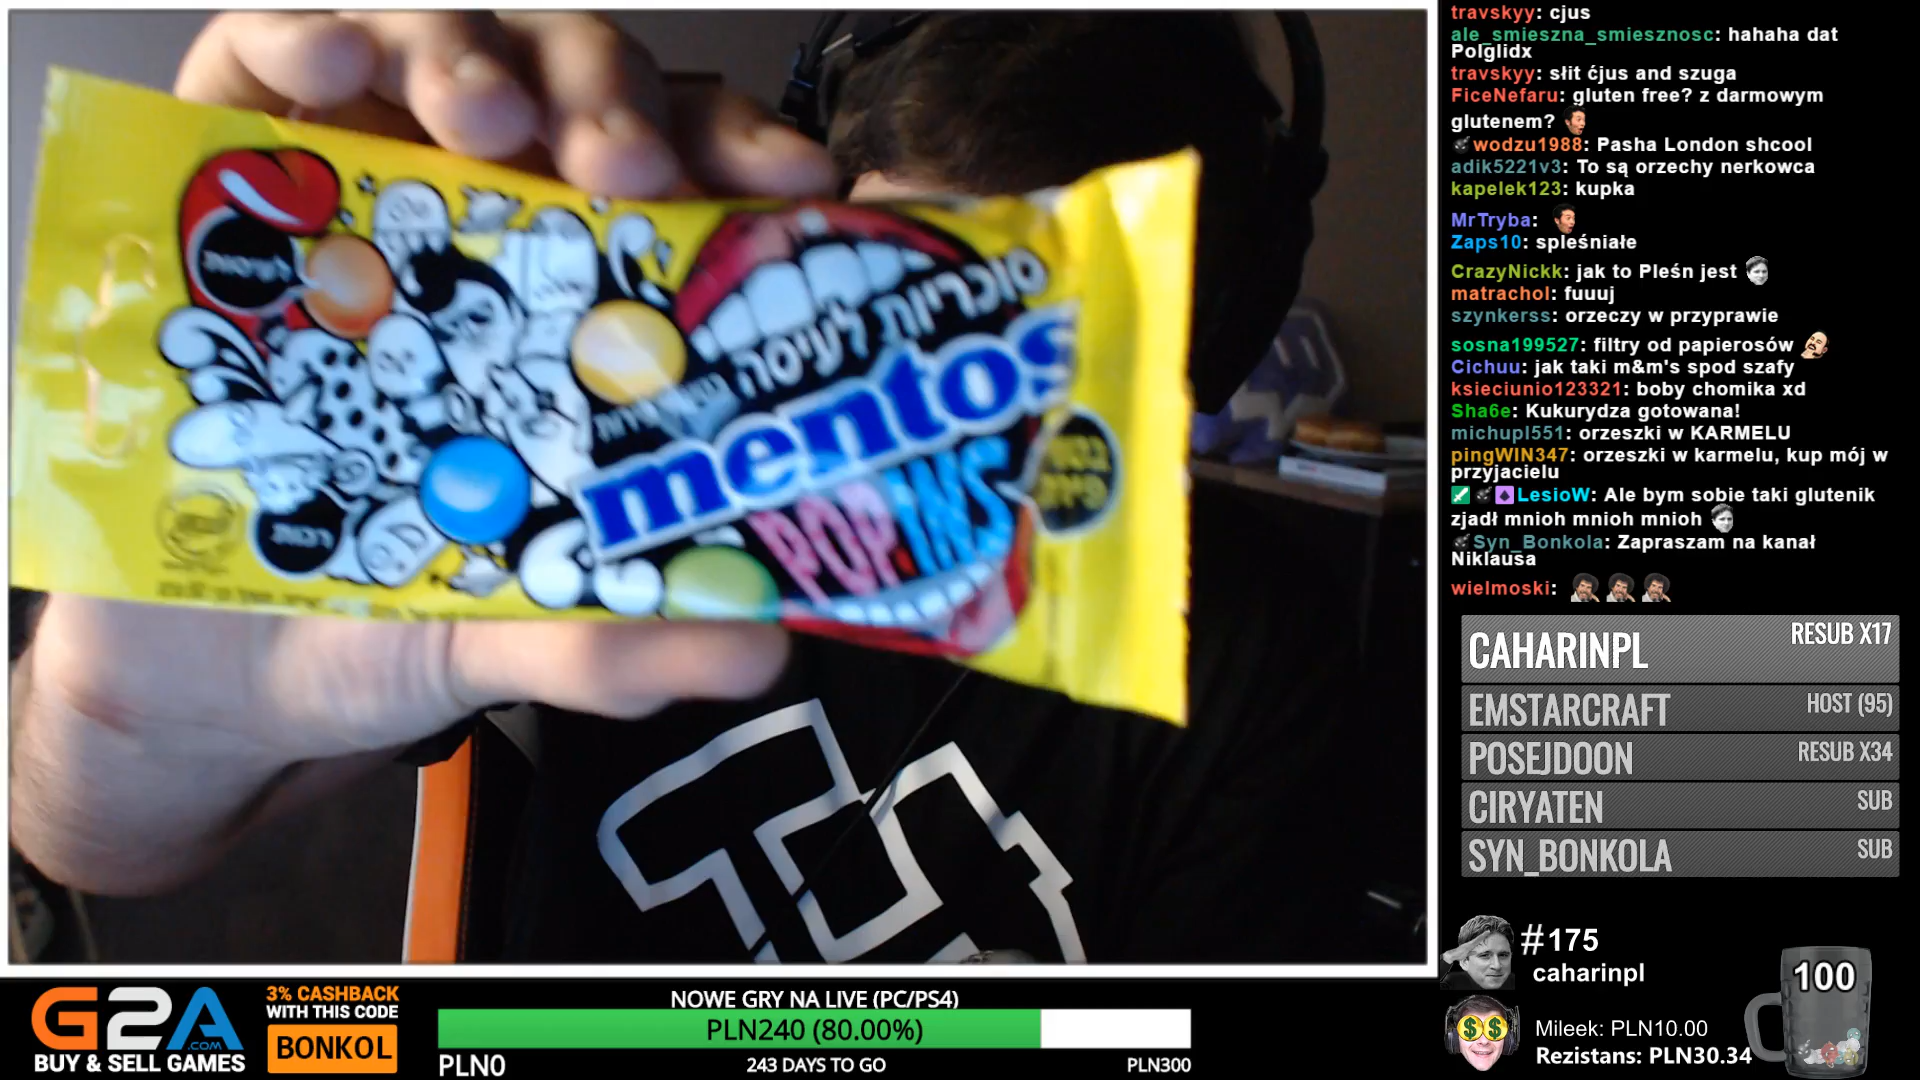 סוכריות לעיסה
mentos
POP INS
רכות
travskyy: cjus
ale_smieszna_smiesznosc: hahaha dat
Polglidx
travskyy: słit ćjus and szuga
FiceNefaru: gluten free? z darmowym
glutenem?
wodzu1988: Pasha London shcool
adik5221v3: To są orzechy nerkowca
kapelek123: kupka
MrTryba:
Zaps10: spleśniałe
CrazyNickk: jak to Pleśn jest
matrachol: fuuuj
szynkerss: orzeczy w przyprawie
sosna199527: filtry od papierosów
Cichuu: jak taki m&m's spod szafy
ksieciunio123321: boby chomika xd
Sha6e: Kukurydza gotowana!
michupl551: orzeszki w KARMELU
pingWIN347: orzeszki w karmelu, kup mój w
przyjacielu
LesioW: Ale bym sobie taki glutenik
zjadł mnioh mnioh mnioh
Syn_Bonkola: Zapraszam na kanał
Niklausa
wielmoski:
CAHARINPL RESUB X17
EMSTARCRAFT HOST (95)
POSEJDOON RESUB X34
CIRYATEN SUB
SYN_BONKOLA SUB
#175
caharinpl
100
Mileek: PLN10.00
Rezistans: PLN30.34
G2A
.COM
BUY & SELL GAMES
3% CASHBACK
WITH THIS CODE
BONKOL
NOWE GRY NA LIVE (PC/PS4)
PLN240 (80.00%)
PLN0 243 DAYS TO GO PLN300